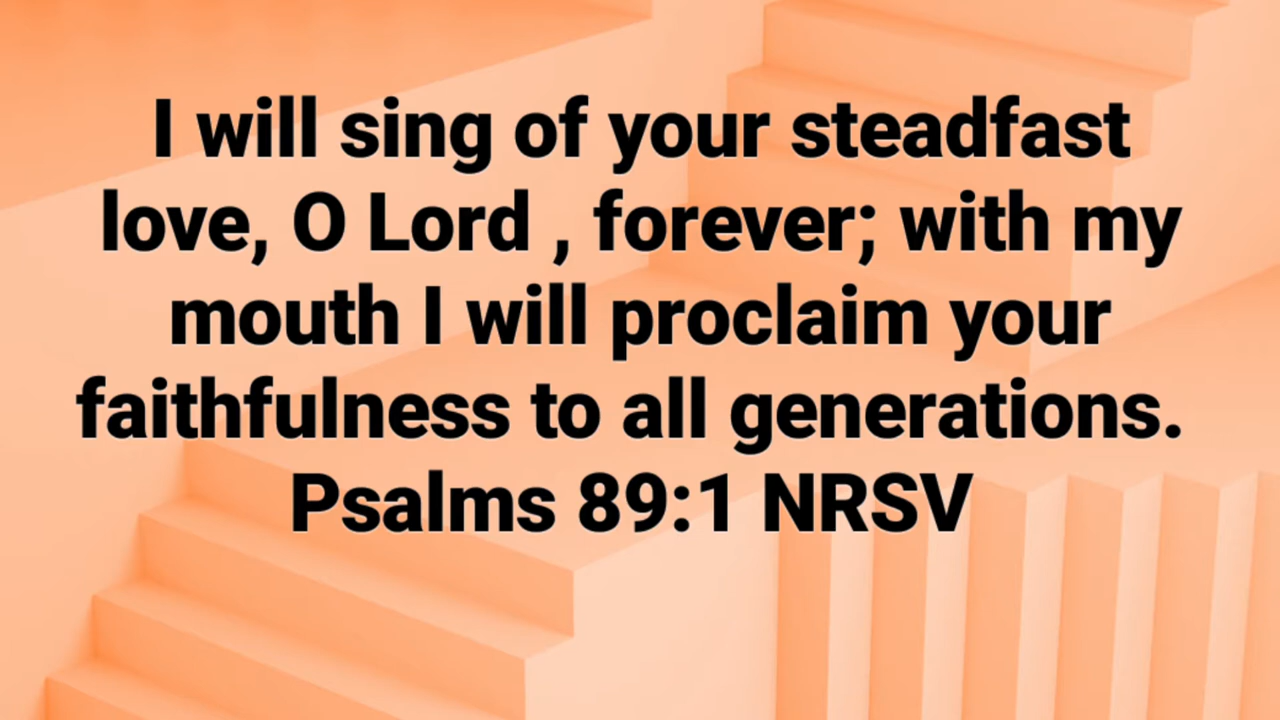 I will sing of your steadfast
love, O Lord , forever; with my
mouth I will proclaim your
faithfulness to all generations.
Psalms 89:1 NRSV